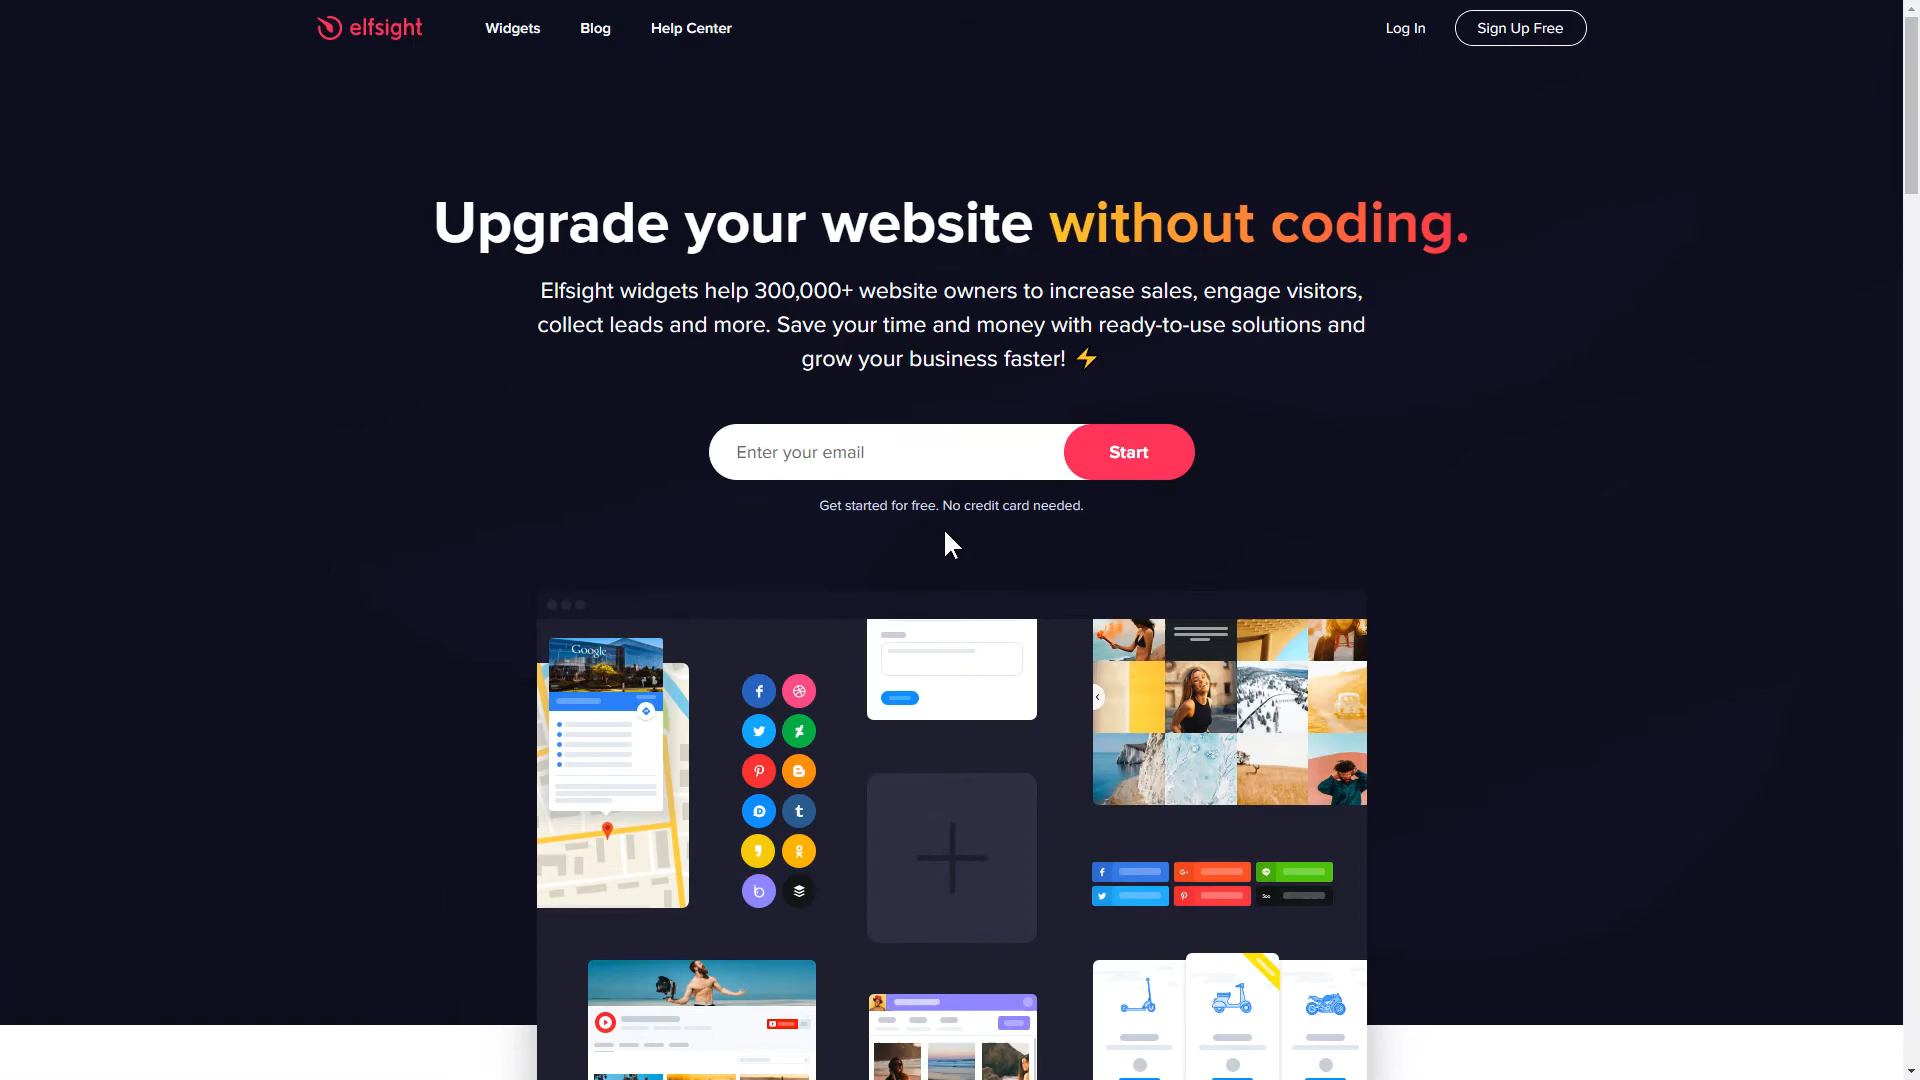 elfsight
Widgets
Blog
Help Center
Log In
Sign Up Free
Upgrade your website without coding.
Elfsight widgets help 300,000+ website owners to increase sales, engage visitors,
collect leads and more. Save your time and money with ready-to-use solutions and
grow your business faster! ⚡
Enter your email
Start
Get started for free. No credit card needed.
Google